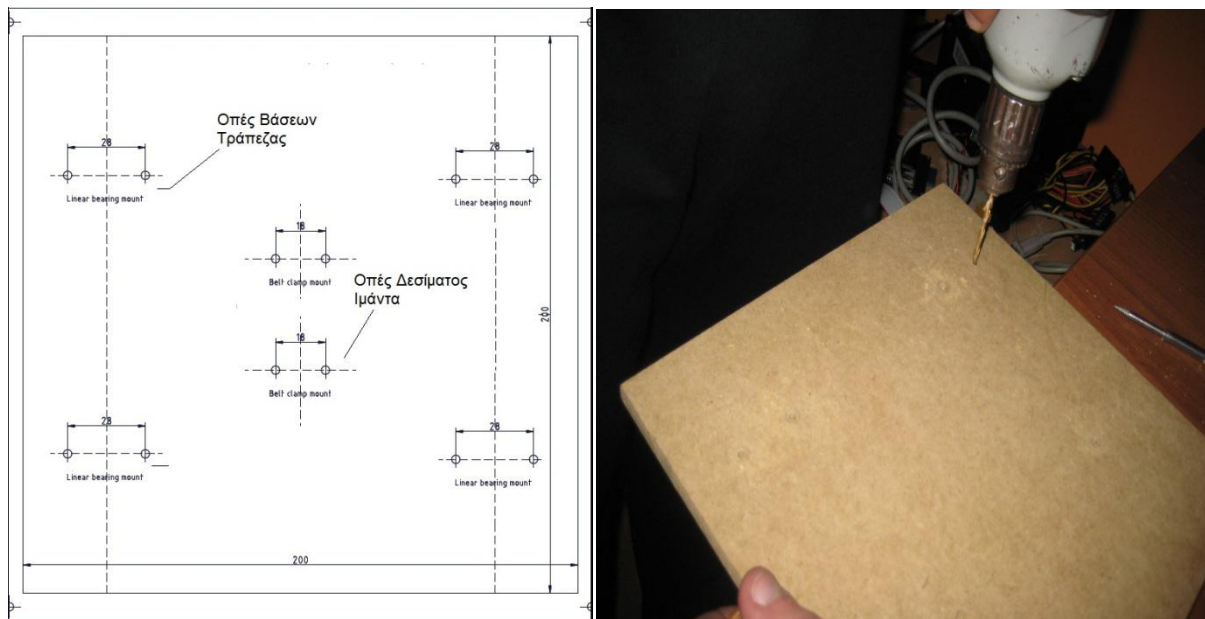 Οπές Βάσεων
Τράπεζας
28
28
Linear bearing mount
Linear bearing mount
18
Belt clamp mount
Οπές Δεσίματος
Ιμάντα
200
18
Belt clamp mount
28
28
Linear bearing mount
Linear bearing mount
200